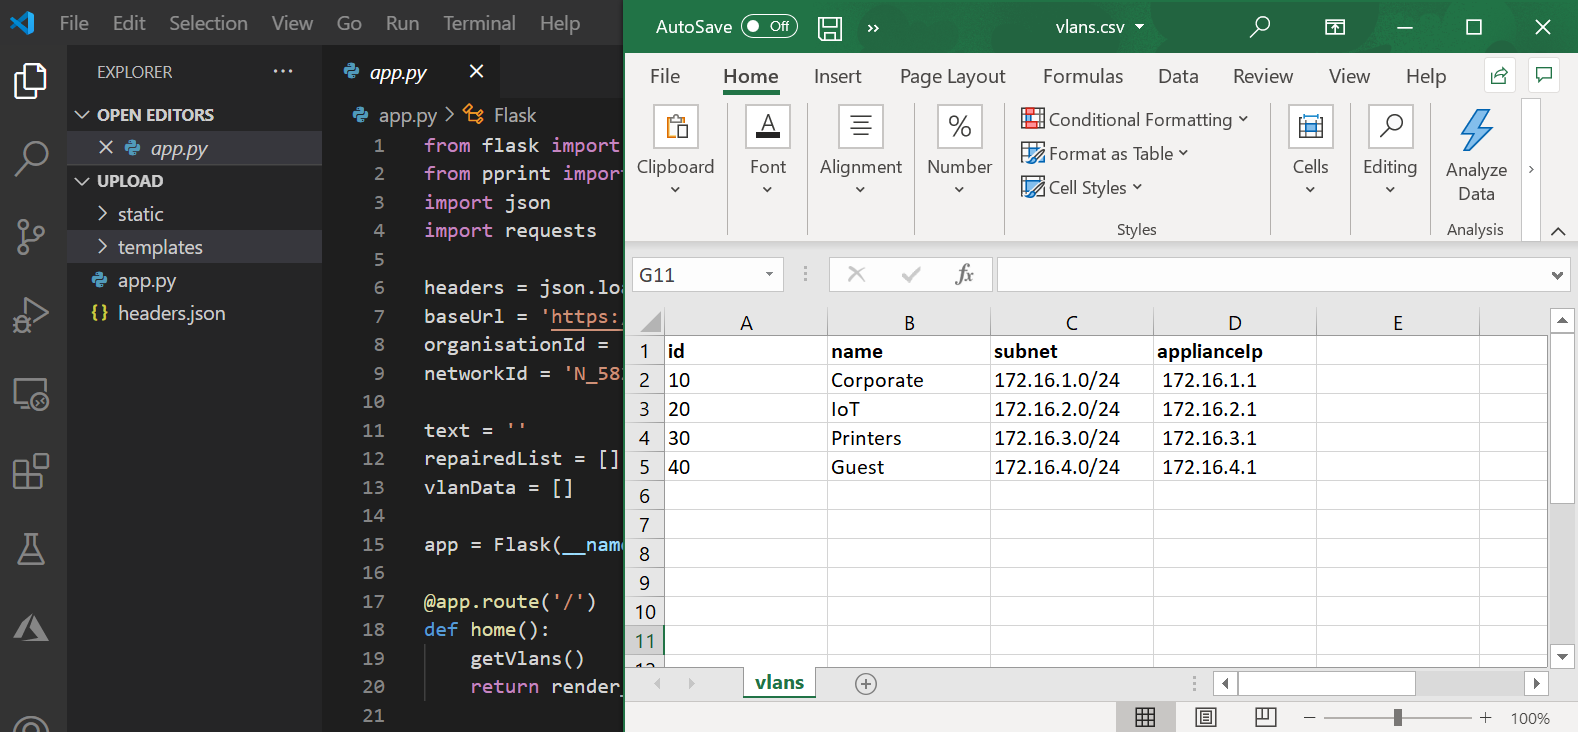 File Edit Selection View Go Run Terminal Help
EXPLORER
OPEN EDITORS
app.py
UPLOAD
static
templates
app.py
headers.json
app.py
app.py > Flask
1 from flask import
2 from pprint impor
3 import json
4 import requests
5
6 headers = json.lo
7 baseUrl = 'https:
8 organisationId =
9 networkId = 'N_58
10
11 text = ''
12 repairedList = []
13 vlanData = []
14
15 app = Flask(__nam
16
17 @app.route('/')
18 def home():
19 getVlans()
20 return render_
21
AutoSave Off » vlans.csv
File Home Insert Page Layout Formulas Data Review View Help
Clipboard
Font
Alignment
%
Number
Conditional Formatting
Format as Table
Cell Styles
Styles
Cells
Editing
Analyze
Data
Analysis
G11 fx
A B C D E
1 id name subnet applianceIp
2 10 Corporate 172.16.1.0/24 172.16.1.1
3 20 IoT 172.16.2.0/24 172.16.2.1
4 30 Printers 172.16.3.0/24 172.16.3.1
5 40 Guest 172.16.4.0/24 172.16.4.1
6
7
8
9
10
11
vlans
100%